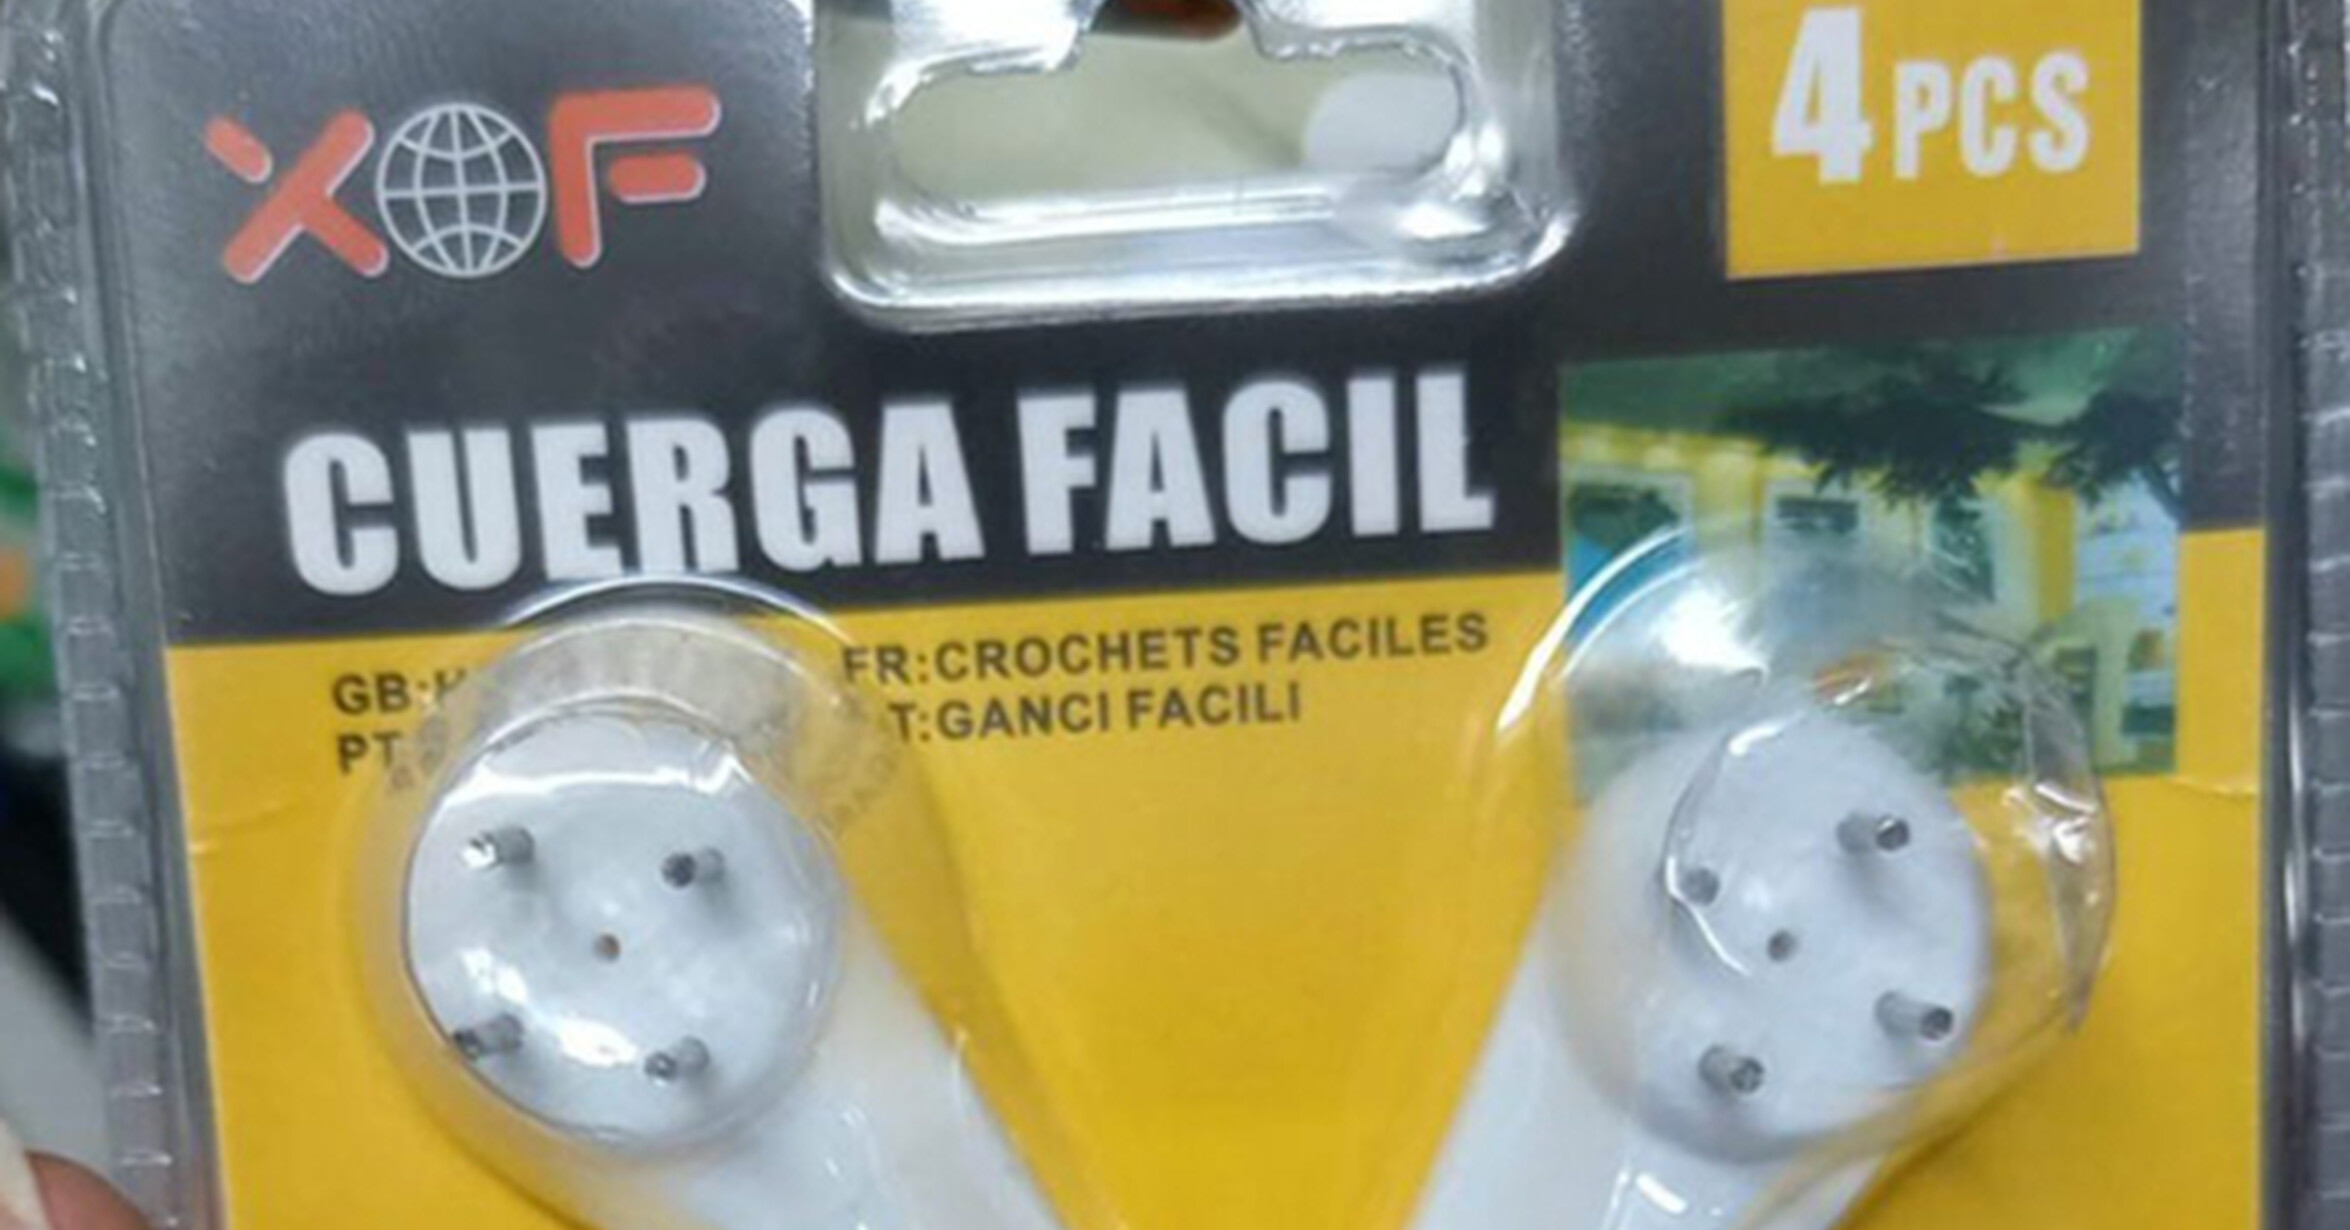 XOF
4 PCS
CUERGA FACIL
GB:
FR:CROCHETS FACILES
PT
T:GANCI FACILI